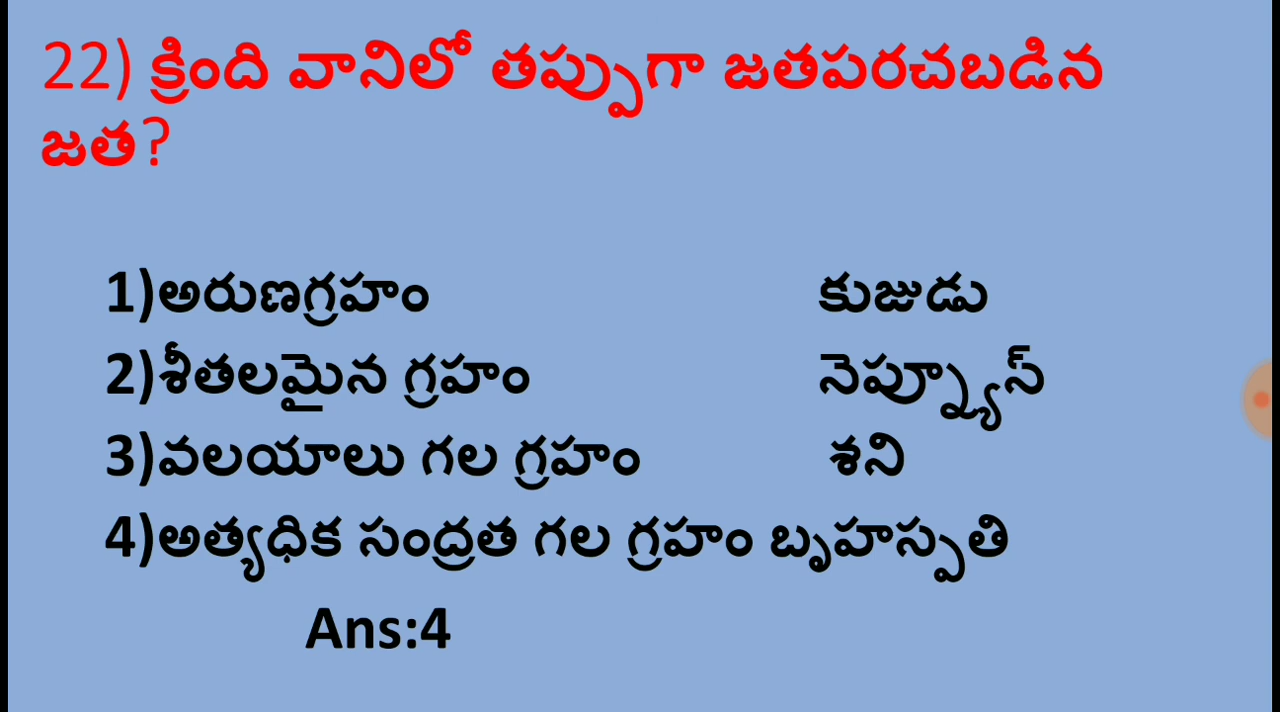 22) క్రింది వానిలో తప్పుగా జతపరచబడిన
జత?
1)అరుణగ్రహం కుజుడు
2)శీతలమైన గ్రహం నెప్న్యూస్
3)వలయాలు గల గ్రహం శని
4)అత్యధిక సంద్రత గల గ్రహం బృహస్పతి
Ans:4